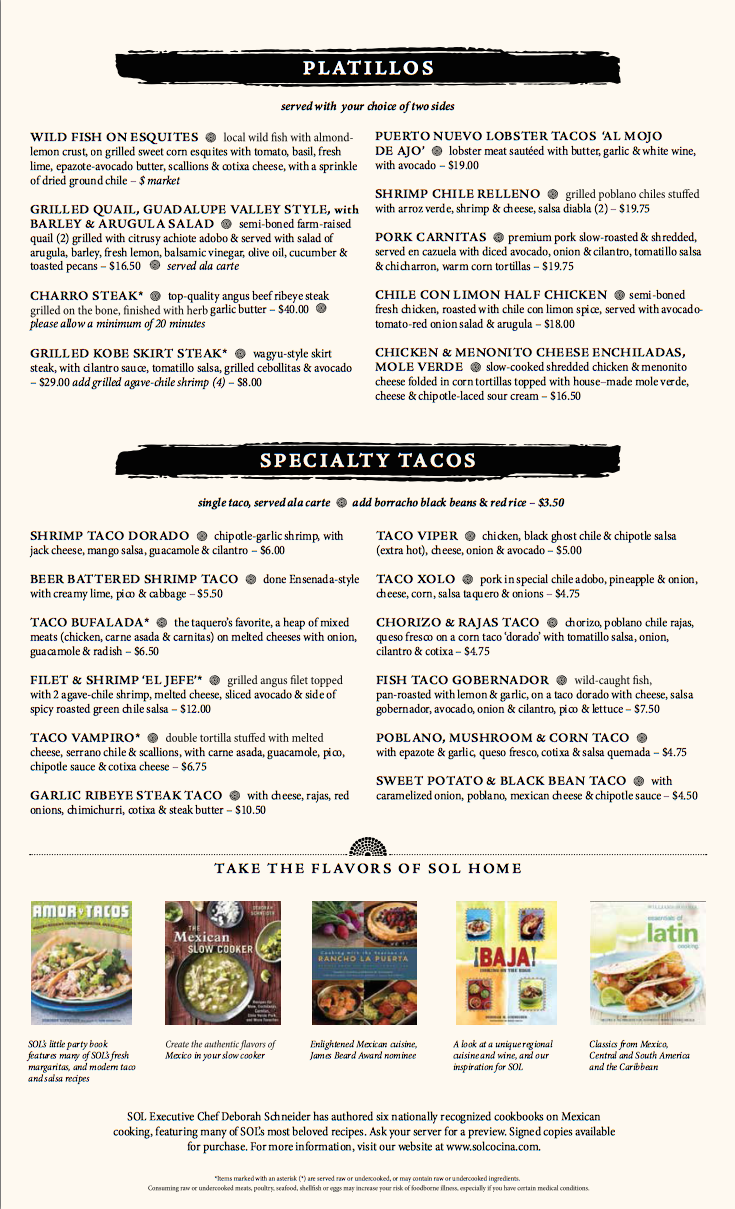 PLATILLOS
served with your choice of two sides
WILD FISH ON ESQUITES local wild fish with almond-
lemon crust, on grilled sweet corn esquites with tomato, basil, fresh
lime, epazote-avocado butter, scallions & cotixa cheese, with a sprinkle
of dried ground chile – $ market
GRILLED QUAIL, GUADALUPE VALLEY STYLE, with
BARLEY & ARUGULA SALAD semi-boned farm-raised
quail (2) grilled with citrusy achiote adobo & served with salad of
arugula, barley, fresh lemon, balsamic vinegar, olive oil, cucumber &
toasted pecans – $16.50 served ala carte
CHARRO STEAK* top-quality angus beef ribeye steak
grilled on the bone, finished with herb garlic butter – $40.00
please allow a minimum of 20 minutes
GRILLED KOBE SKIRT STEAK* wagyu-style skirt
steak, with cilantro sauce, tomatillo salsa, grilled cebollitas & avocado
– $29.00 add grilled agave-chile shrimp (4) – $8.00
PUERTO NUEVO LOBSTER TACOS ‘AL MOJO
DE AJO’ lobster meat sautéed with butter, garlic & white wine,
with avocado – $19.00
SHRIMP CHILE RELLENO grilled poblano chiles stuffed
with arroz verde, shrimp & cheese, salsa diabla (2) – $19.75
PORK CARNITAS premium pork slow-roasted & shredded,
served en cazuela with diced avocado, onion & cilantro, tomatillo salsa
& chicharron, warm corn tortillas – $19.75
CHILE CON LIMON HALF CHICKEN semi-boned
fresh chicken, roasted with chile con limon spice, served with avocado-
tomato-red onion salad & arugula – $18.00
CHICKEN & MENONITO CHEESE ENCHILADAS,
MOLE VERDE slow-cooked shredded chicken & menonito
cheese folded in corn tortillas topped with house–made mole verde,
cheese & chipotle-laced sour cream – $16.50
SPECIALTY TACOS
single taco, served ala carte add borracho black beans & red rice – $3.50
SHRIMP TACO DORADO chipotle-garlic shrimp, with
jack cheese, mango salsa, guacamole & cilantro – $6.00
BEER BATTERED SHRIMP TACO done Ensenada-style
with creamy lime, pico & cabbage – $5.50
TACO BUFALADA* the taquero’s favorite, a heap of mixed
meats (chicken, carne asada & carnitas) on melted cheeses with onion,
guacamole & radish – $6.50
FILET & SHRIMP ‘EL JEFE’* grilled angus filet topped
with 2 agave-chile shrimp, melted cheese, sliced avocado & side of
spicy roasted green chile salsa – $12.00
TACO VAMPIRO* double tortilla stuffed with melted
cheese, serrano chile & scallions, with carne asada, guacamole, pico,
chipotle sauce & cotixa cheese – $6.75
GARLIC RIBEYE STEAK TACO with cheese, rajas, red
onions, chimichurri, cotixa & steak butter – $10.50
TACO VIPER chicken, black ghost chile & chipotle salsa
(extra hot), cheese, onion & avocado – $5.00
TACO XOLO pork in special chile adobo, pineapple & onion,
cheese, corn, salsa taquero & onions – $4.75
CHORIZO & RAJAS TACO chorizo, poblano chile rajas,
queso fresco on a corn taco ‘dorado’ with tomatillo salsa, onion,
cilantro & cotixa – $4.75
FISH TACO GOBERNADOR wild-caught fish,
pan-roasted with lemon & garlic, on a taco dorado with cheese, salsa
gobernador, avocado, onion & cilantro, pico & lettuce – $7.50
POBLANO, MUSHROOM & CORN TACO
with epazote & garlic, queso fresco, cotixa & salsa quemada – $4.75
SWEET POTATO & BLACK BEAN TACO with
caramelized onion, poblano, mexican cheese & chipotle sauce – $4.50
TAKE THE FLAVORS OF SOL HOME
AMOR Y TACOS
DEBORAH SCHNEIDER
THE
Mexican
SLOW COOKER
Cooking with the Seasons at
RANCHO LA PUERTA
¡BAJA!
COOKING ON THE EDGE
WILLIAMS-SONOMA
essentials of
latin
cooking
SOL’s little party book
features many of SOL’s fresh
margaritas, and modern taco
and salsa recipes
Create the authentic flavors of
Mexico in your slow cooker
Enlightened Mexican cuisine,
James Beard Award nominee
A look at a unique regional
cuisine and wine, and our
inspiration for SOL
Classics from Mexico,
Central and South America
and the Caribbean
SOL Executive Chef Deborah Schneider has authored six nationally recognized cookbooks on Mexican
cooking, featuring many of SOL’s most beloved recipes. Ask your server for a preview. Signed copies available
for purchase. For more information, visit our website at www.solcocina.com.
*Items marked with an asterisk (*) are served raw or undercooked, or may contain raw or undercooked ingredients.
Consuming raw or undercooked meats, poultry, seafood, shellfish or eggs may increase your risk of foodborne illness, especially if you have certain medical conditions.